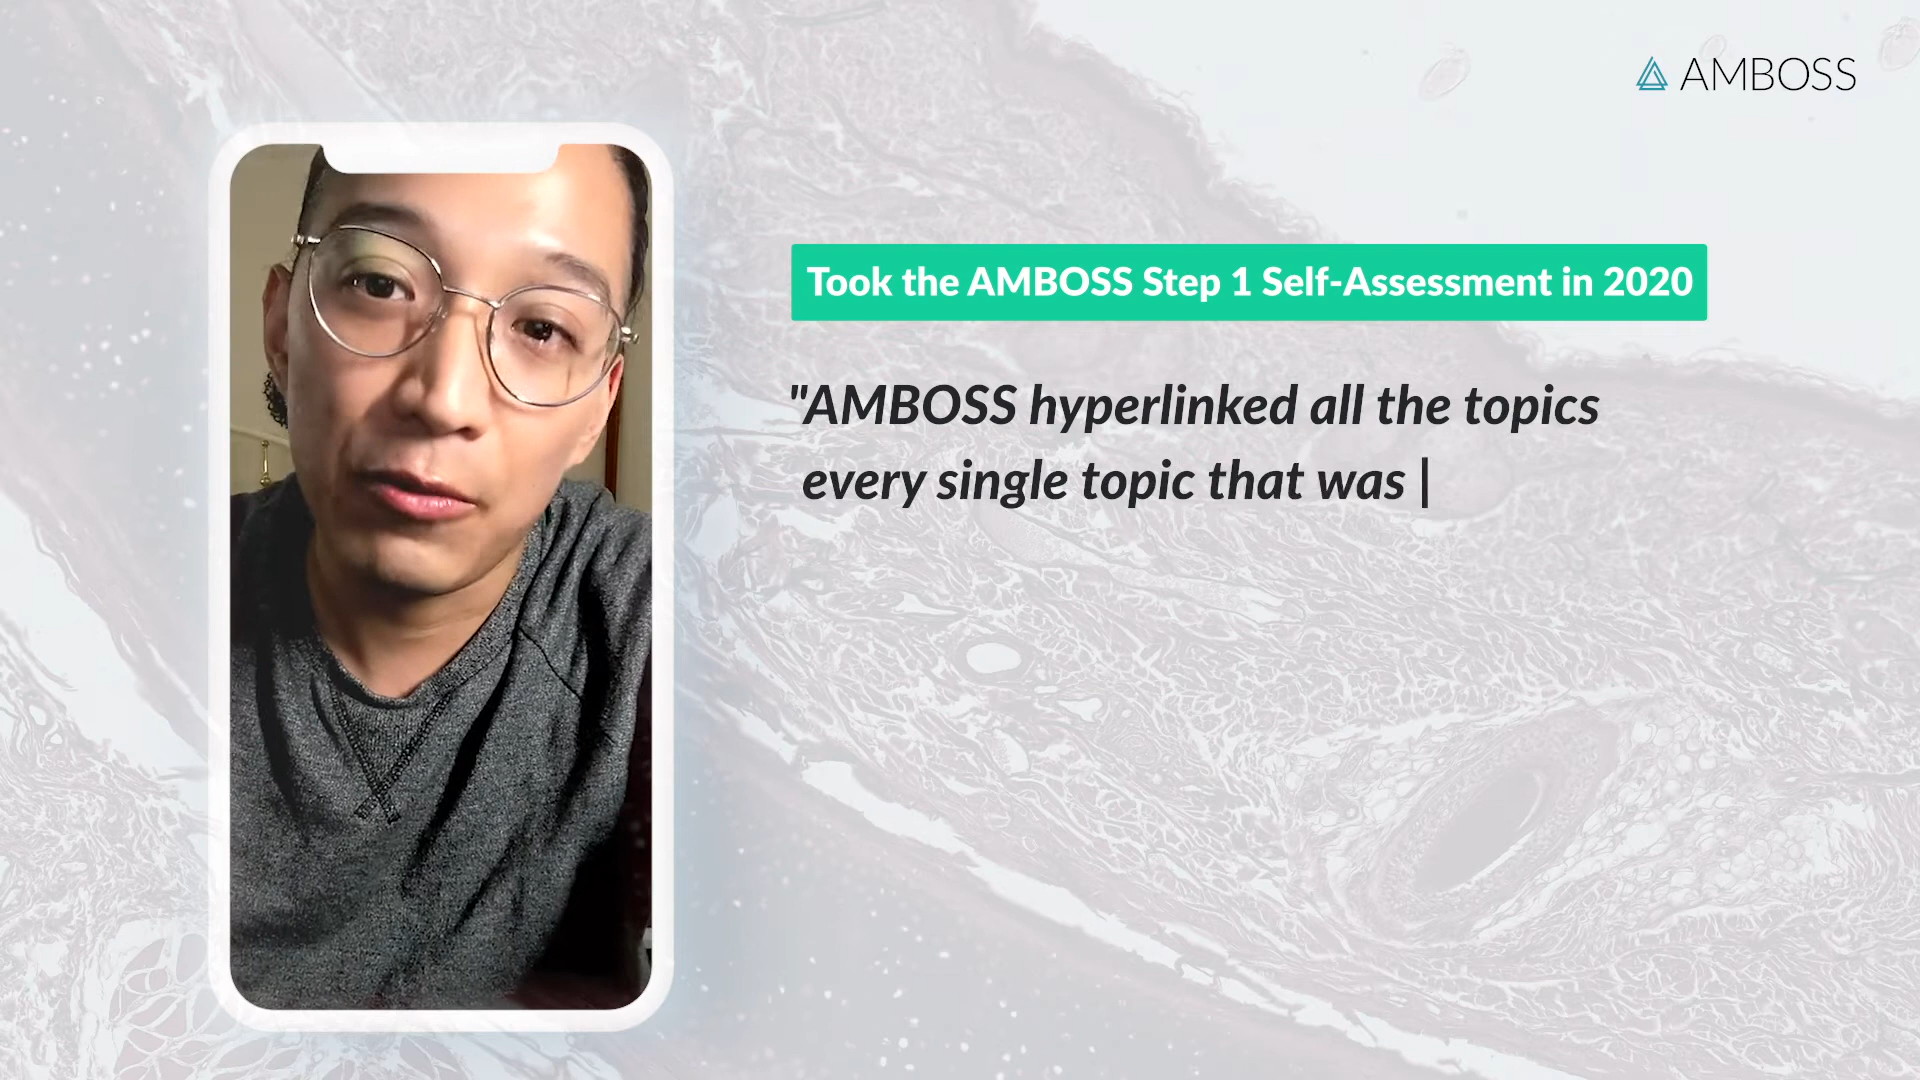 AMBOSS
Took the AMBOSS Step 1 Self-Assessment in 2020
"AMBOSS hyperlinked all the topics
every single topic that was |